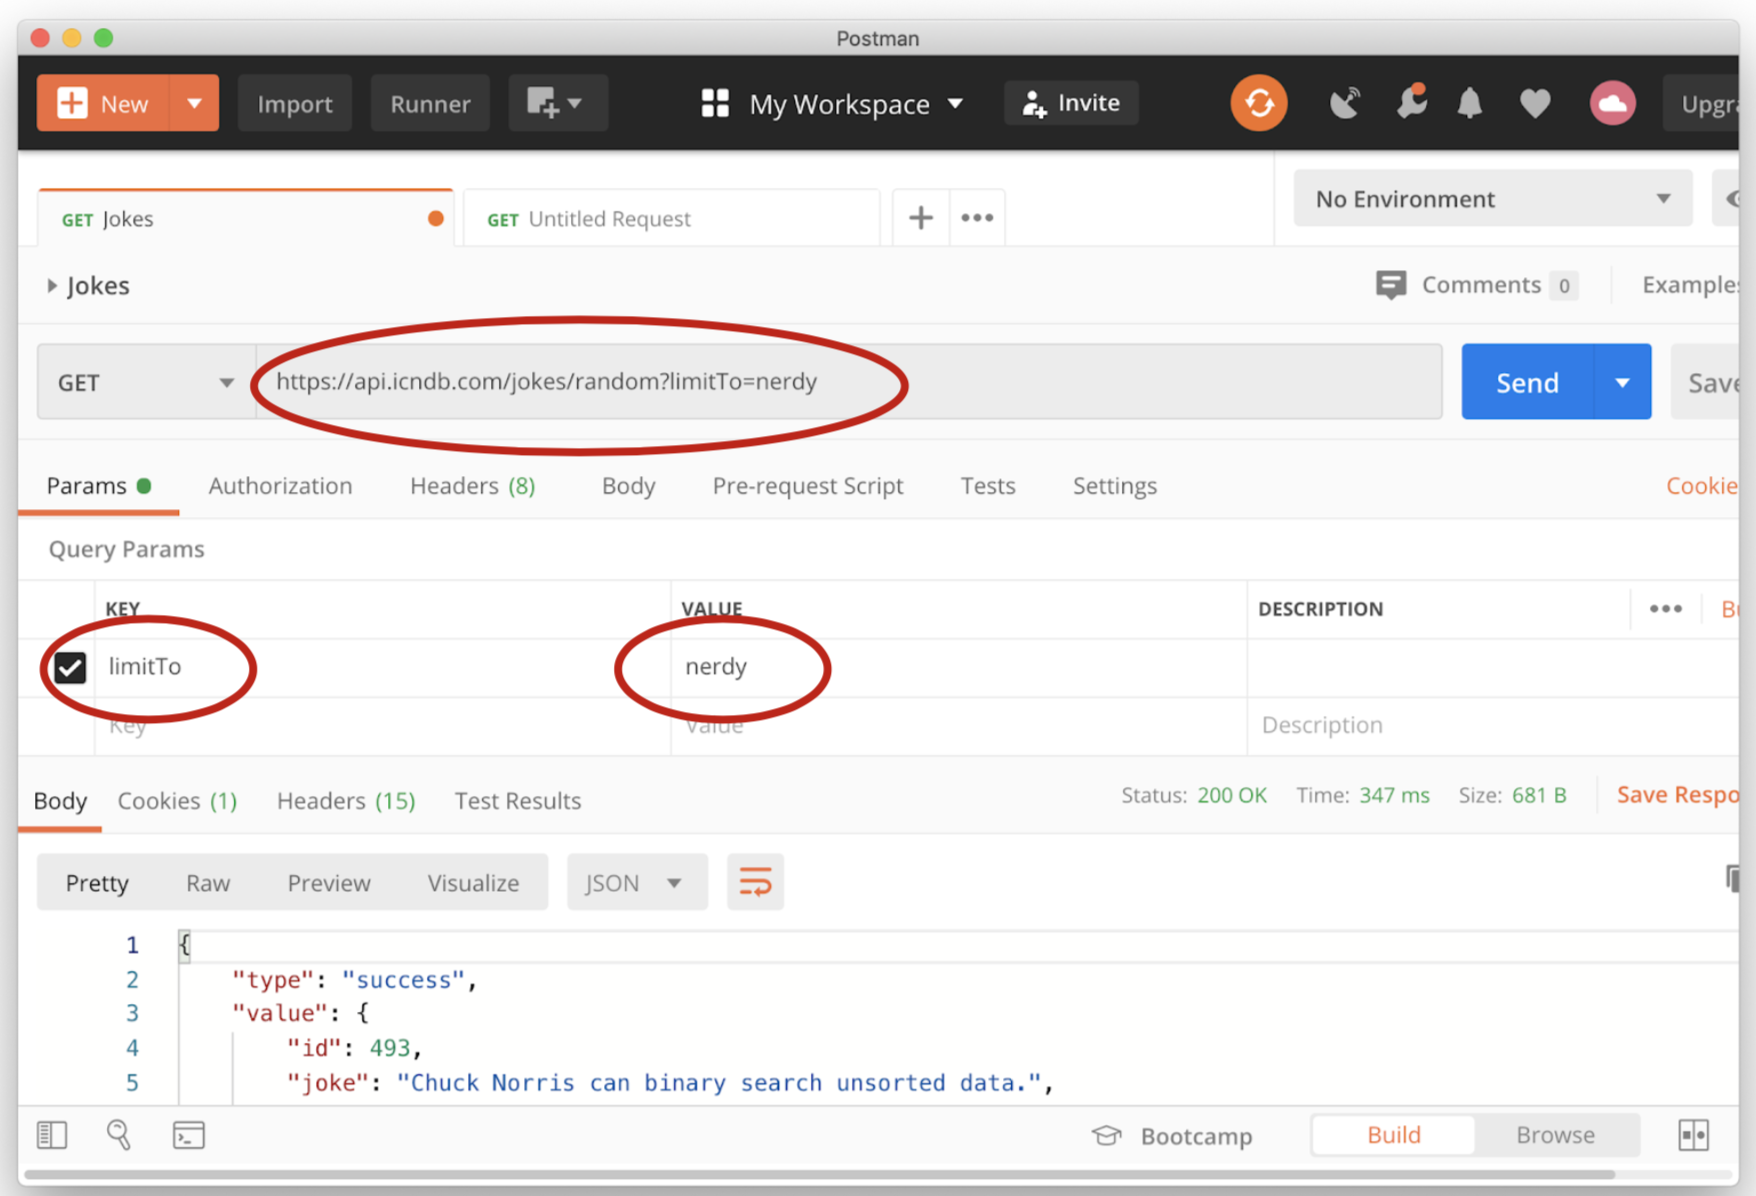 Postman
New Import Runner My Workspace Invite Upgra
GET Jokes GET Untitled Request + ••• No Environment
Jokes Comments 0 Examples
GET https://api.icndb.com/jokes/random?limitTo=nerdy Send Save
Params Authorization Headers (8) Body Pre-request Script Tests Settings Cookie
Query Params
KEY VALUE DESCRIPTION ••• Bu
limitTo nerdy
Key Value Description
Body Cookies (1) Headers (15) Test Results Status: 200 OK Time: 347 ms Size: 681 B Save Respo
Pretty Raw Preview Visualize JSON
1 {
2 "type": "success",
3 "value": {
4 "id": 493,
5 "joke": "Chuck Norris can binary search unsorted data.",
Bootcamp Build Browse